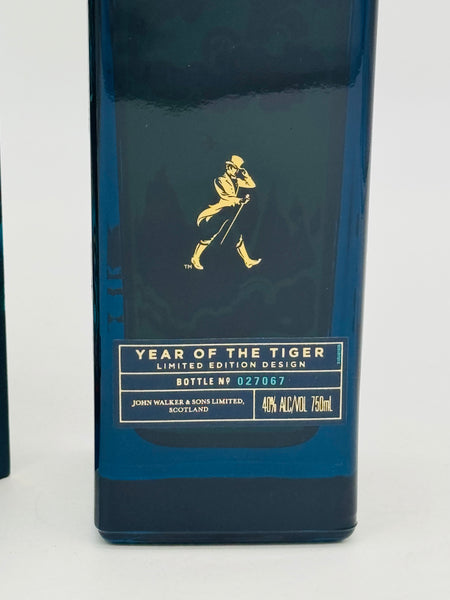 TM
YEAR OF THE TIGER
LIMITED EDITION DESIGN
BOTTLE Nº 027067
JOHN WALKER & SONS LIMITED,
SCOTLAND
40% ALC/VOL 750mL